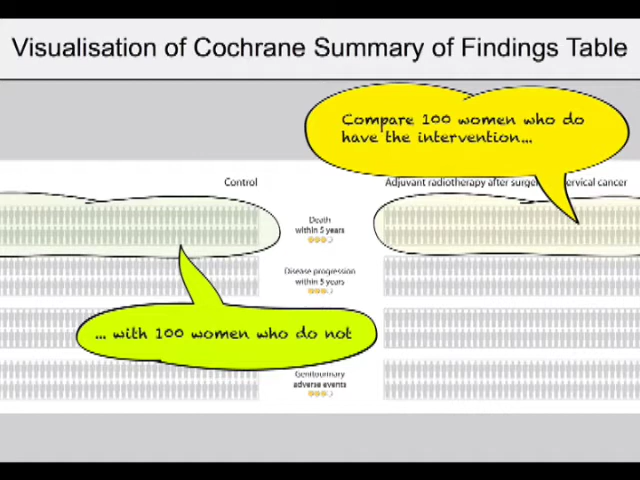 Visualisation of Cochrane Summary of Findings Table
Compare 100 women who do
have the intervention...
Control
Adjuvant radiotherapy after cervical cancer
Death
within 5 years
Disease progression
within 5 years
... with 100 women who do not
Genitourinary
adverse events